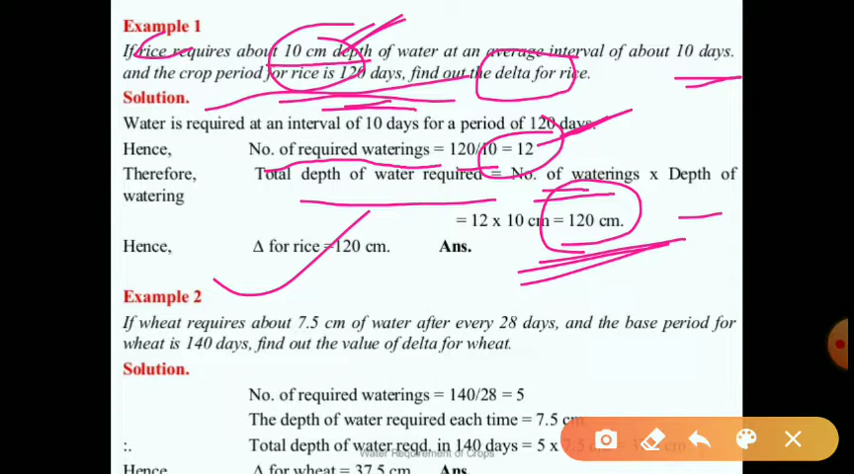 Example 1
If rice requires about 10 cm depth of water at an average interval of about 10 days.
and the crop period for rice is 120 days, find out the delta for rice.
Solution.
Water is required at an interval of 10 days for a period of 120 days.
Hence, No. of required waterings = 120/10 = 12
Therefore, Total depth of water required = No. of waterings x Depth of
watering
= 12 x 10 cm = 120 cm.
Hence, Δ for rice = 120 cm. Ans.
Example 2
If wheat requires about 7.5 cm of water after every 28 days, and the base period for
wheat is 140 days, find out the value of delta for wheat.
Solution.
No. of required waterings = 140/28 = 5
The depth of water required each time = 7.5 cm
:. Total depth of water reqd. in 140 days = 5 x 7.5 cm
Water Requirement of Crops
Hence Δ for wheat = 37.5 cm Ans.